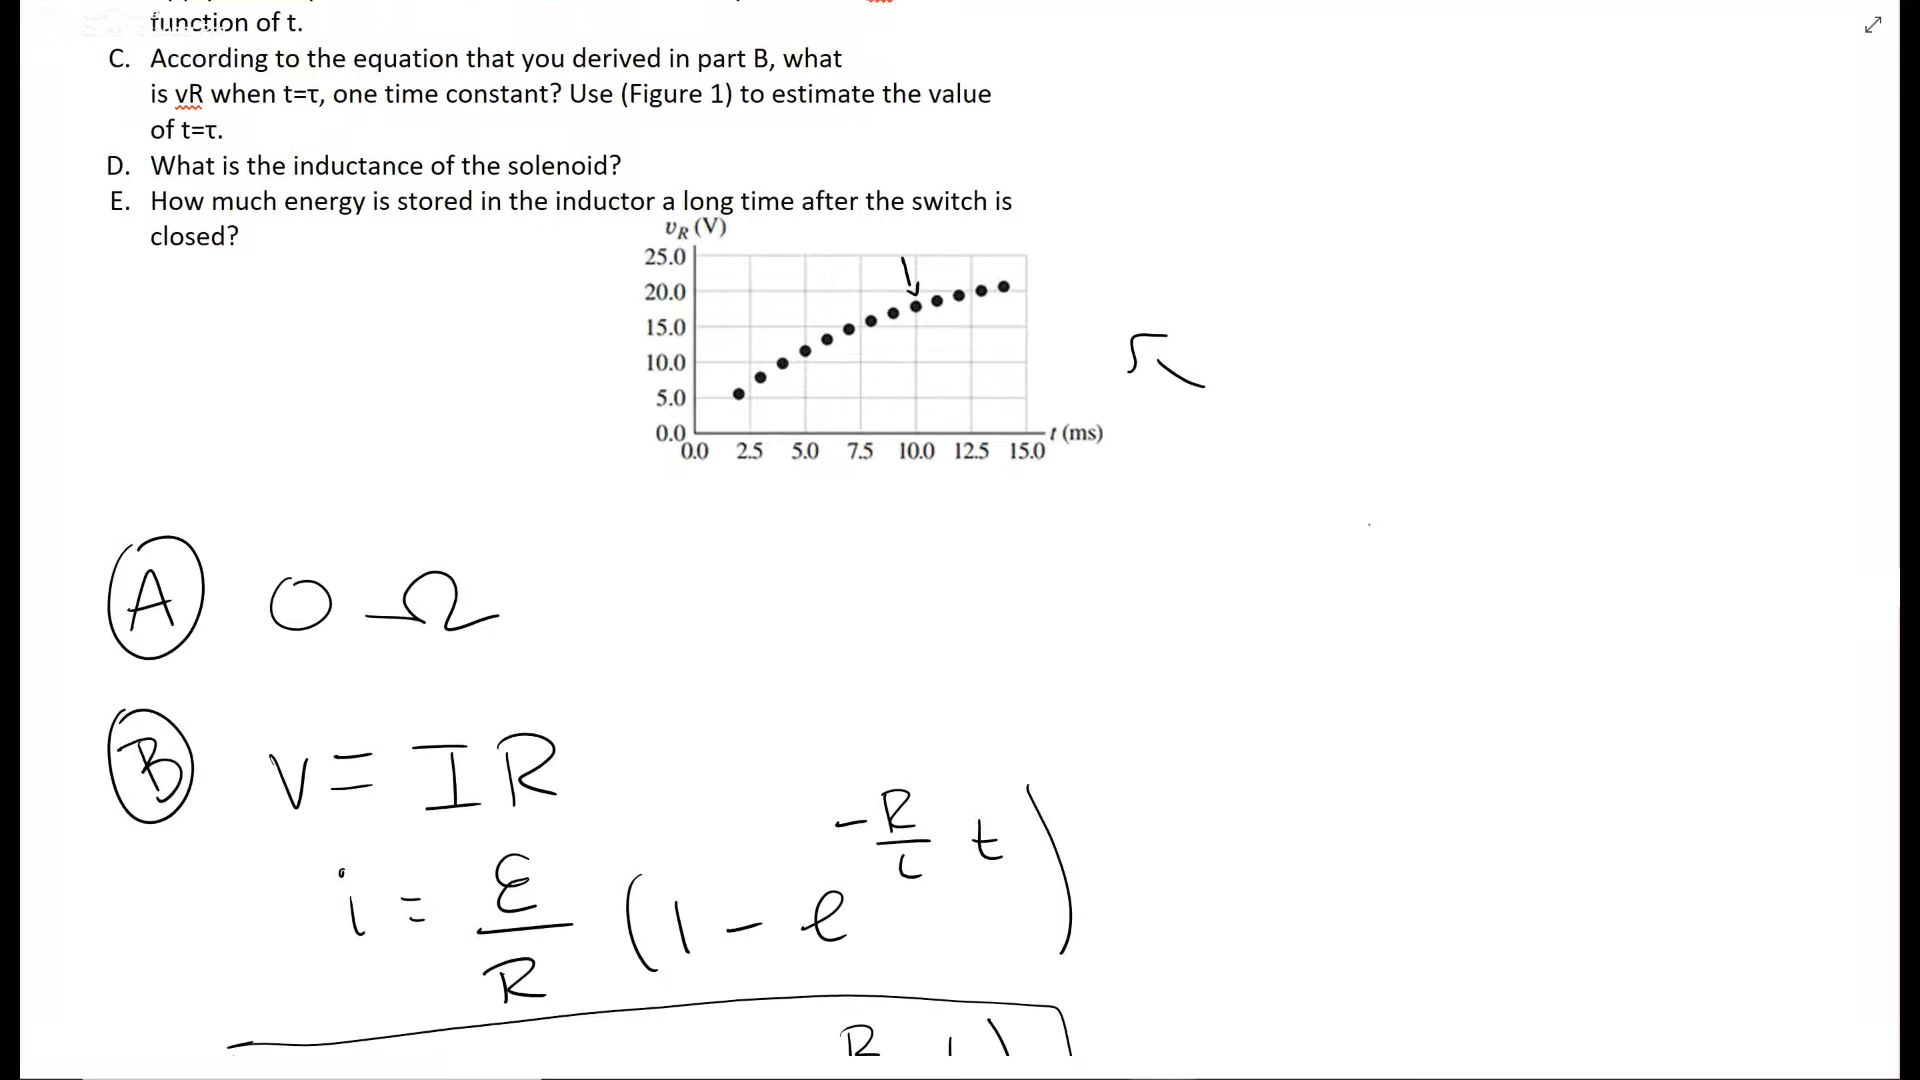 function of t.
C. According to the equation that you derived in part B, what
is vR when t=τ, one time constant? Use (Figure 1) to estimate the value
of t=τ.
D. What is the inductance of the solenoid?
E. How much energy is stored in the inductor a long time after the switch is
closed?
vR (V)
25.0
20.0
15.0
10.0
5.0
0.0
t (ms)
0.0 2.5 5.0 7.5 10.0 12.5 15.0
A 0 Ω
B V = IR
i = ε/R (1 - e^(-R/L t))
R